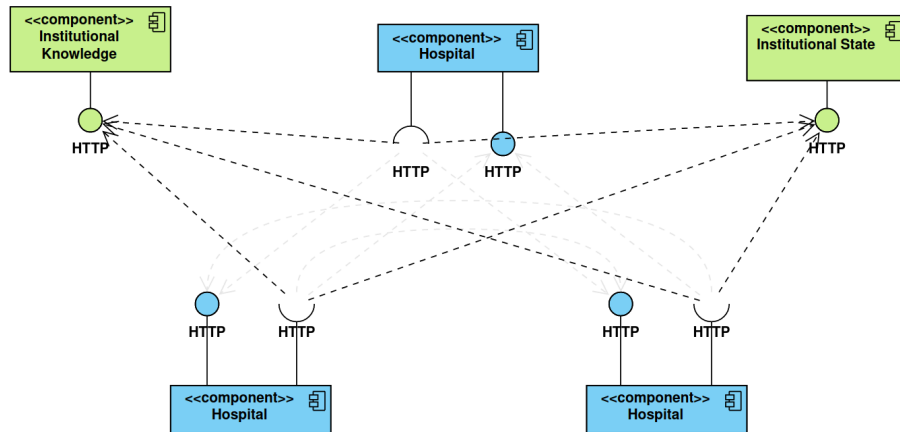 <<component>>
Institutional
Knowledge
<<component>>
Hospital
<<component>>
Institutional State
HTTP
HTTP
HTTP
HTTP
HTTP
HTTP
HTTP
HTTP
<<component>>
Hospital
<<component>>
Hospital